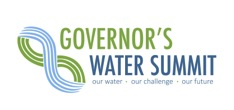 GOVERNOR'S
WATER SUMMIT
our water · our challenge · our future